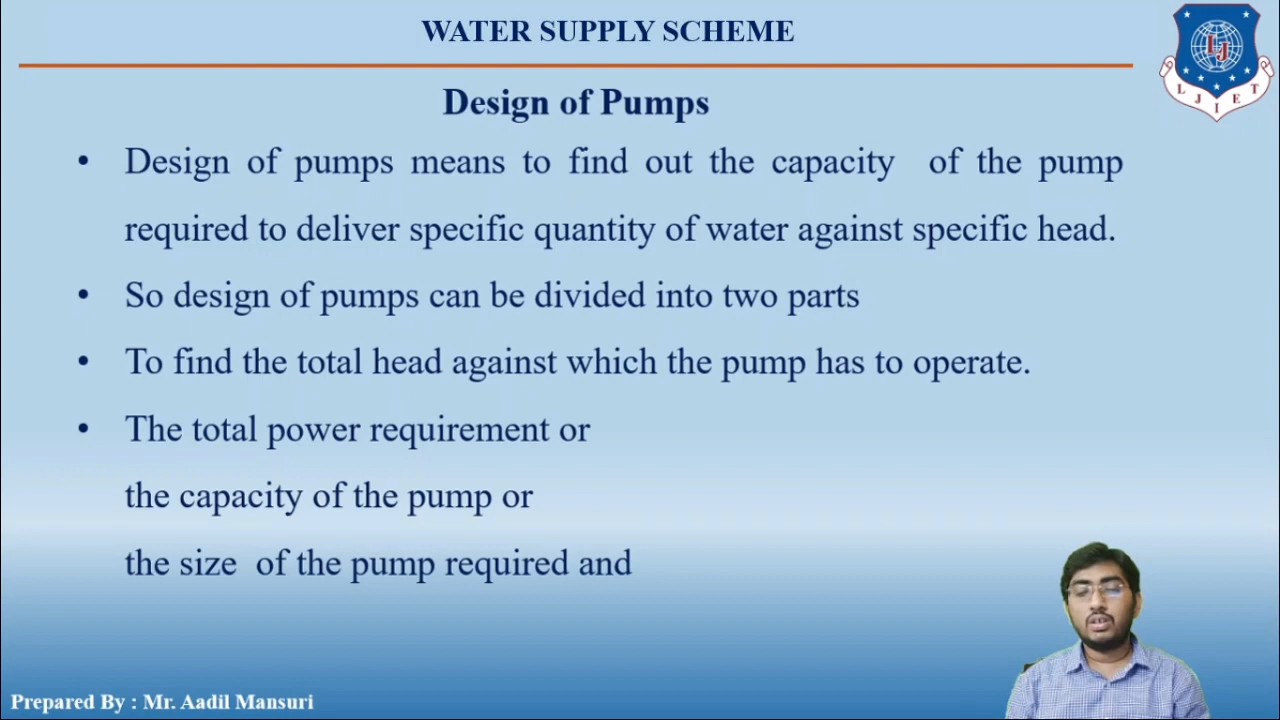 WATER SUPPLY SCHEME
Design of Pumps
• Design of pumps means to find out the capacity of the pump
required to deliver specific quantity of water against specific head.
• So design of pumps can be divided into two parts
• To find the total head against which the pump has to operate.
• The total power requirement or
the capacity of the pump or
the size of the pump required and
Prepared By : Mr. Aadil Mansuri
LJ
L J I E T